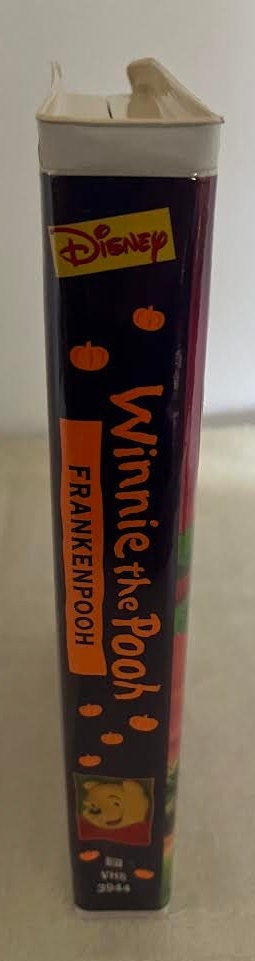 Disney
Winnie the Pooh
FRANKENPOOH
VHS
3944